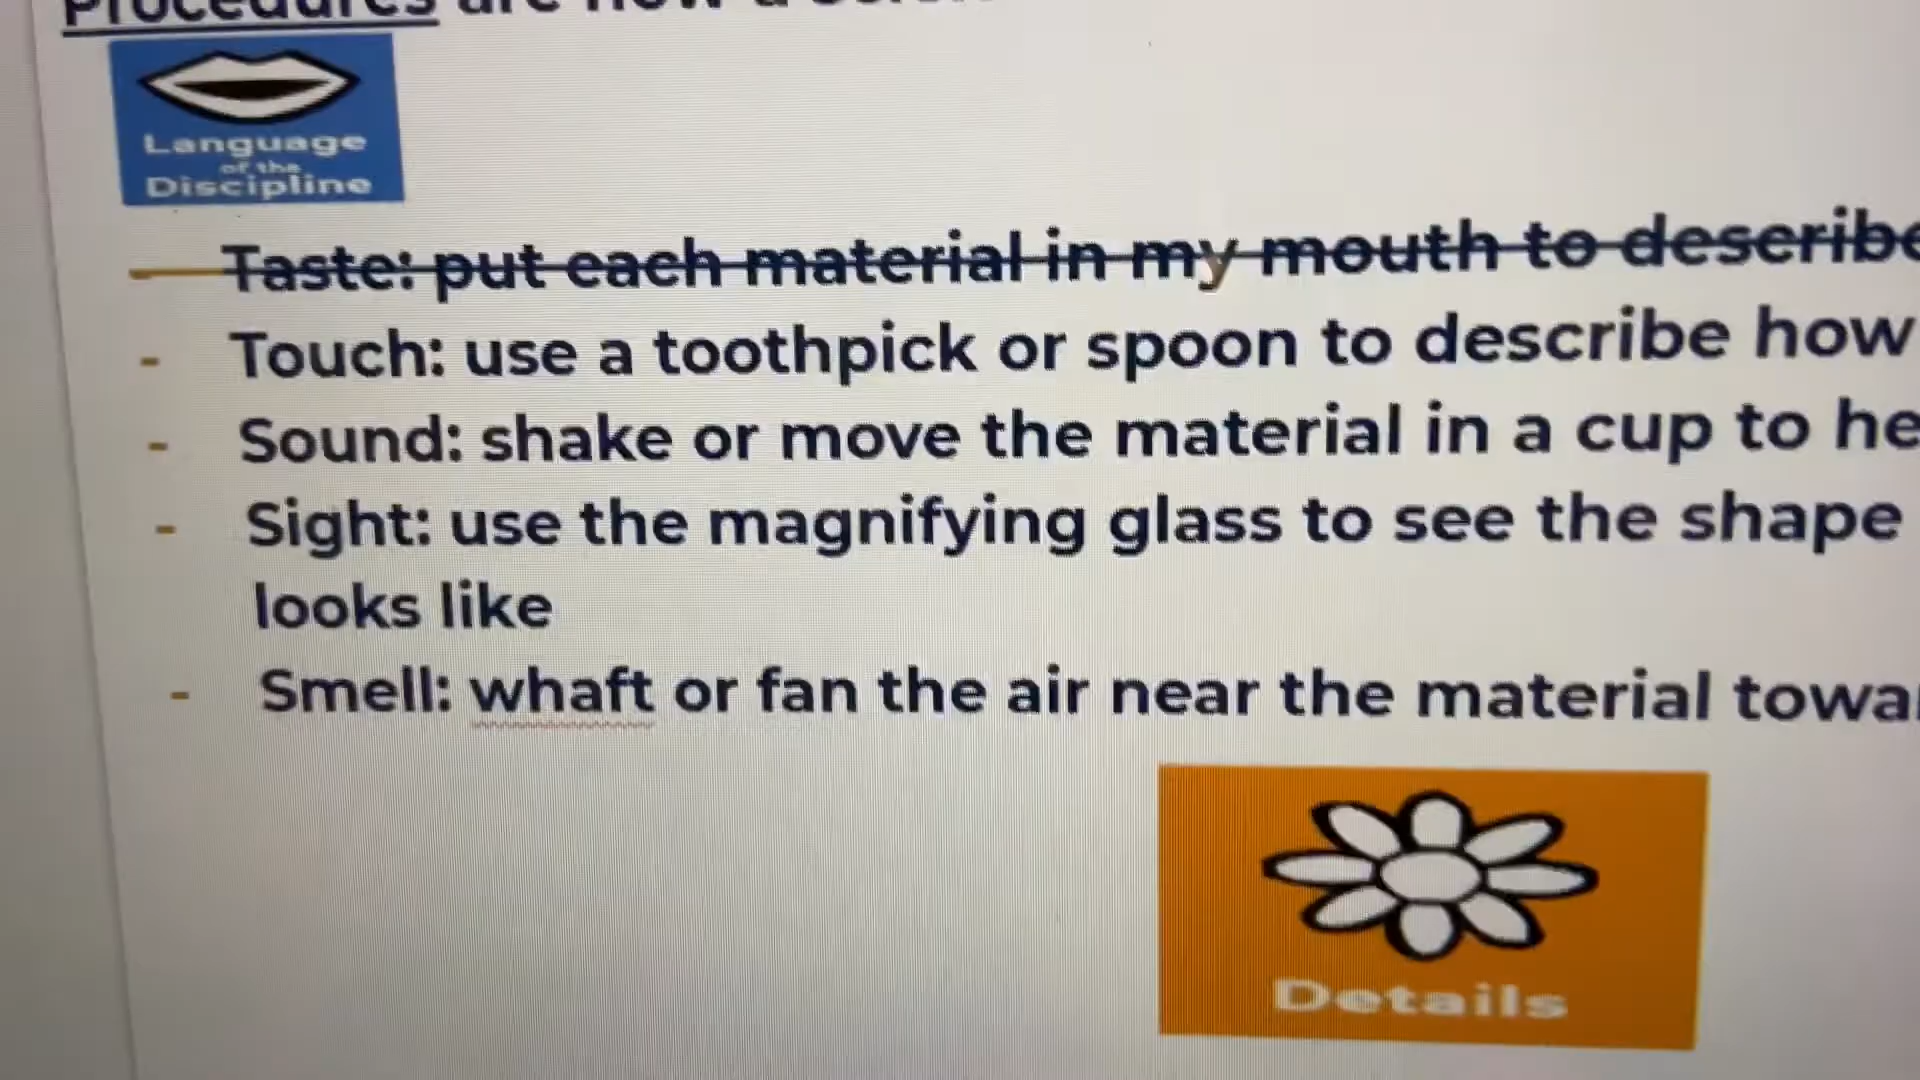 Procedures are now a
Language
of the
Discipline
Taste: put each material in my mouth to describe
- Touch: use a toothpick or spoon to describe how
- Sound: shake or move the material in a cup to
- Sight: use the magnifying glass to see the shape
looks like
- Smell: whaft or fan the air near the material
Details